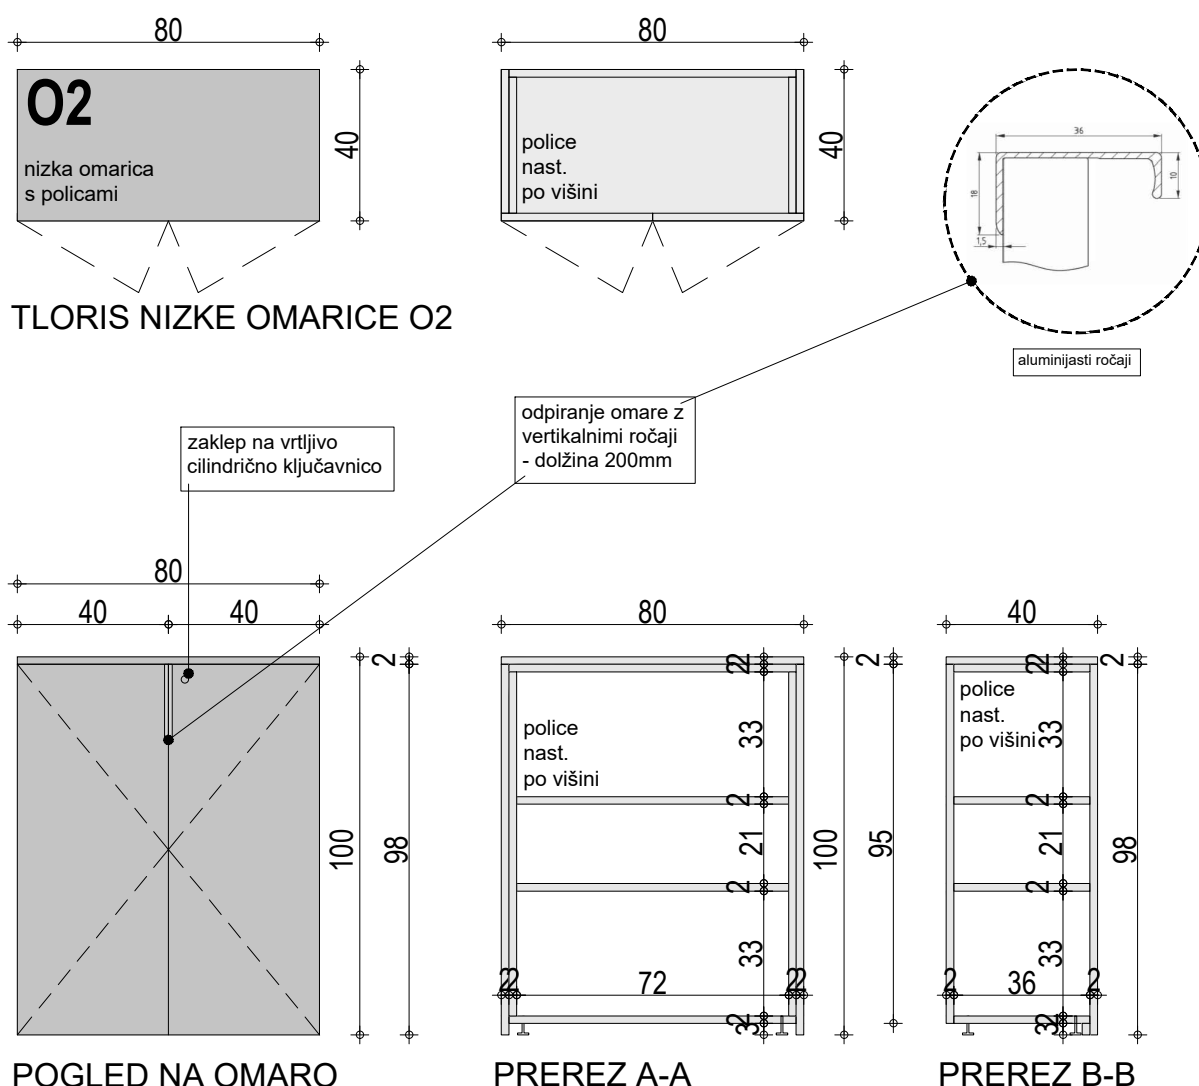 80
O2
nizka omarica
s policami
40
TLORIS NIZKE OMARICE O2
80
police
nast.
po višini
40
36
18
10
1,5
aluminijasti ročaji
odpiranje omare z
vertikalnimi ročaji
- dolžina 200mm
zaklep na vrtljivo
cilindrično ključavnico
80
40
40
2
100
98
POGLED NA OMARO
80
2
2
police
nast.
po višini
33
2
21
2
33
2
2
72
2
2
2
3
100
2
95
PREREZ A-A
40
2
2
police
nast.
po višini
33
2
21
2
33
2
36
2
3
2
2
98
PREREZ B-B